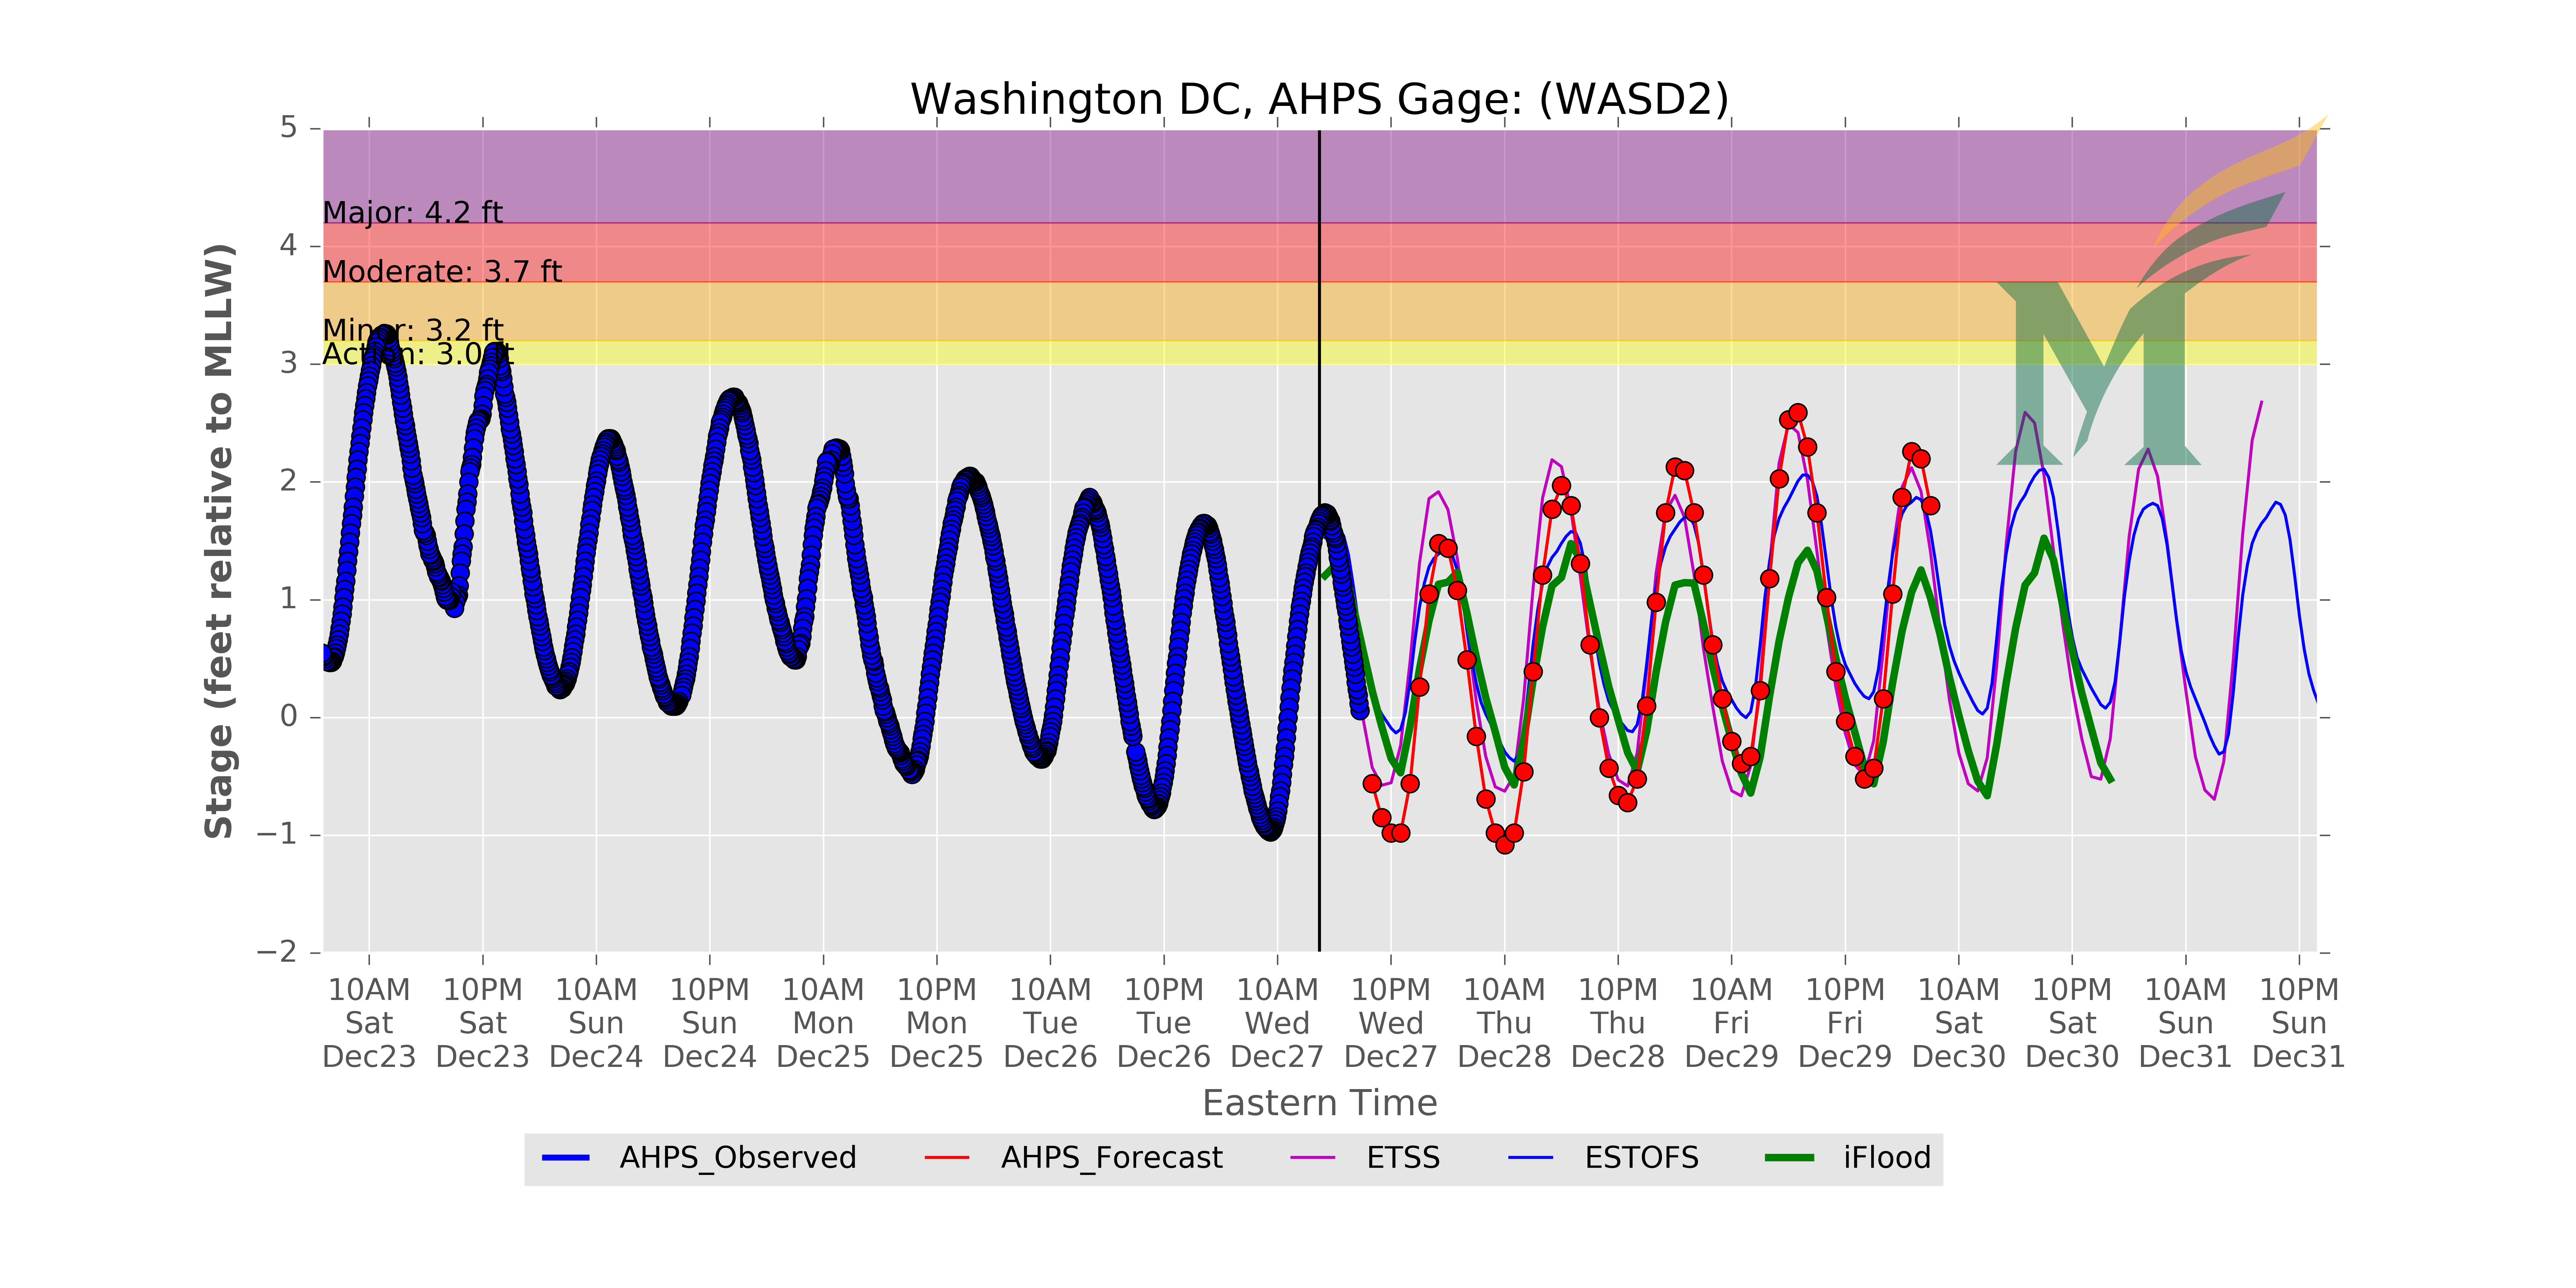 Washington DC, AHPS Gage: (WASD2)
5
4
3
2
1
0
−1
−2
Stage (feet relative to MLLW)
Major: 4.2 ft
Moderate: 3.7 ft
Minor: 3.2 ft
Action: 3.0 ft
M
10AM 10PM 10AM 10PM 10AM 10PM 10AM 10PM 10AM 10PM 10AM 10PM 10AM 10PM 10AM 10PM 10AM 10PM
Sat Sat Sun Sun Mon Mon Tue Tue Wed Wed Thu Thu Fri Fri Sat Sat Sun Sun
Dec23 Dec23 Dec24 Dec24 Dec25 Dec25 Dec26 Dec26 Dec27 Dec27 Dec28 Dec28 Dec29 Dec29 Dec30 Dec30 Dec31 Dec31
Eastern Time
AHPS_Observed AHPS_Forecast ETSS ESTOFS iFlood